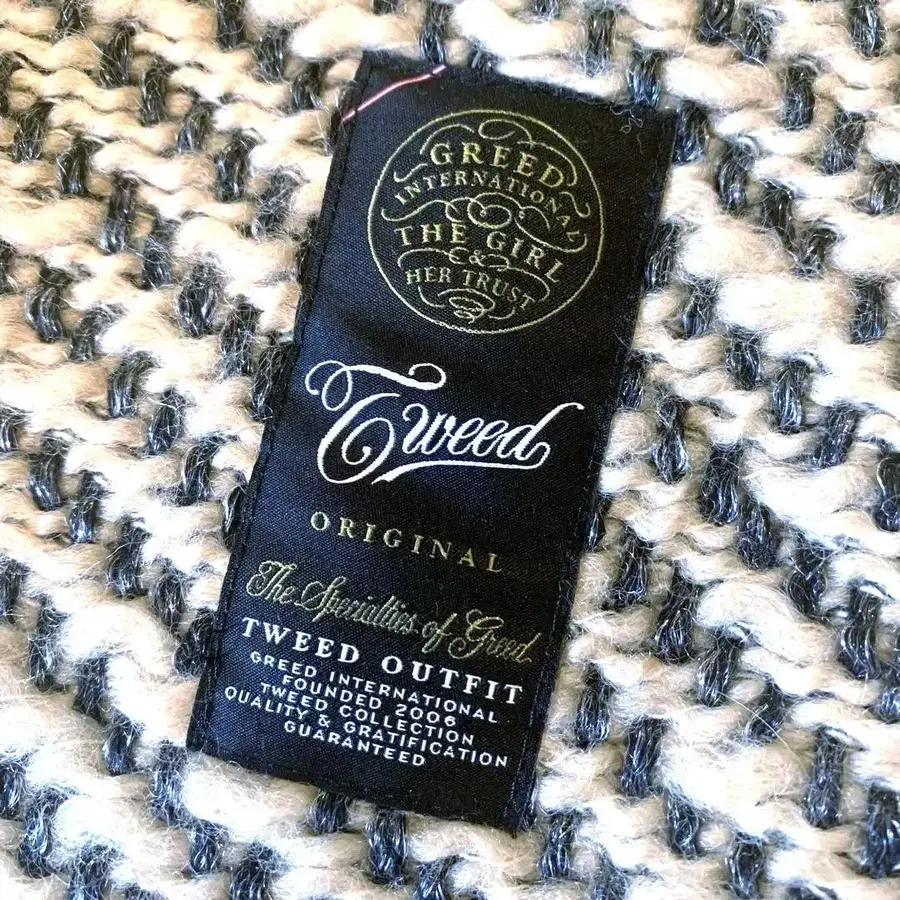 GREED
INTERNATIONAL
THE GIRL
&
HER TRUST
Tweed
ORIGINAL
The Specialties of Greed
TWEED OUTFIT
GREED INTERNATIONAL
FOUNDED 2006
TWEED COLLECTION
QUALITY & GRATIFICATION
GUARANTEED